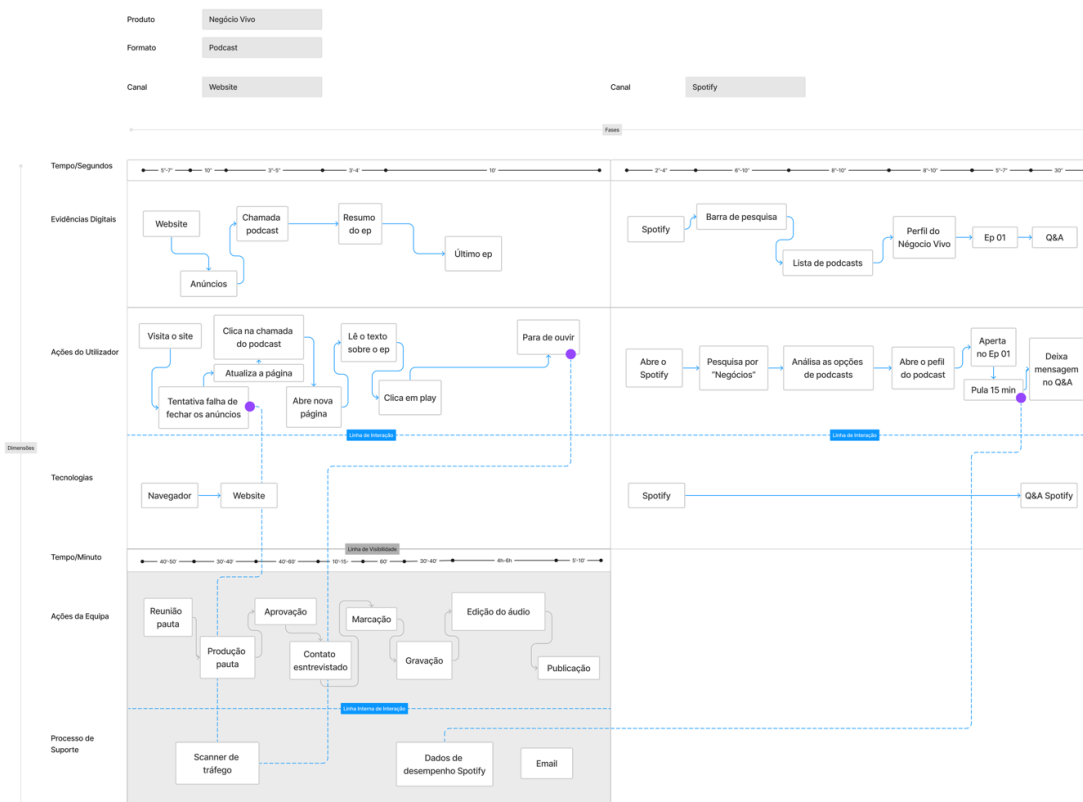 Produto
Negócio Vivo
Formato
Podcast
Canal
Website
Canal
Spotify
Fases
Tempo/Segundos
5"-7"
10"
3"-5"
3'-4'
10'
2"-4"
6"-10"
8"-10"
8"-10"
5"-7"
30"
Evidências Digitais
Website
Anúncios
Chamada
podcast
Resumo
do ep
Último ep
Spotify
Barra de pesquisa
Lista de podcasts
Perfil do
Négocio Vivo
Ep 01
Q&A
Ações do Utilizador
Visita o site
Tentativa falha de
fechar os anúncios
Atualiza a página
Clica na chamada
do podcast
Abre nova
página
Lê o texto
sobre o ep
Clica em play
Para de ouvir
Abre o
Spotify
Pesquisa por
"Negócios"
Análisa as opções
de podcasts
Abre o pefil
do podcast
Aperta
no Ep 01
Pula 15 min
Deixa
mensagem
no Q&A
Linha de Interação
Linha de Interação
Dimensões
Tecnologias
Navegador
Website
Spotify
Q&A Spotify
Linha de Visibilidade
Tempo/Minuto
40'-50'
30'-40'
40'-60'
10'-15-
60'
30'-40'
4h-8h
5'-10'
Ações da Equipa
Reunião
pauta
Produção
pauta
Aprovação
Contato
esntrevistado
Marcação
Gravação
Edição do áudio
Publicação
Linha Interna de Interação
Processo de
Suporte
Scanner de
tráfego
Dados de
desempenho Spotify
Email